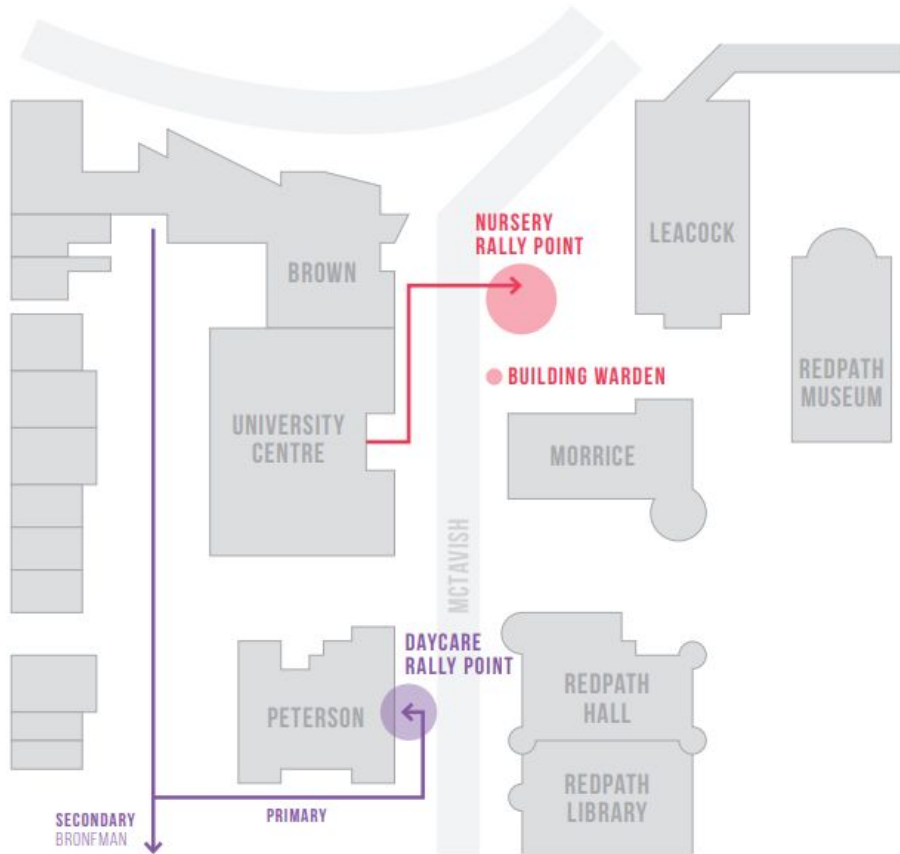 NURSERY
RALLY POINT
LEACOCK
BROWN
REDPATH
MUSEUM
BUILDING WARDEN
UNIVERSITY
CENTRE
MORRICE
MCTAVISH
DAYCARE
RALLY POINT
REDPATH
HALL
PETERSON
REDPATH
LIBRARY
PRIMARY
SECONDARY
BRONFMAN